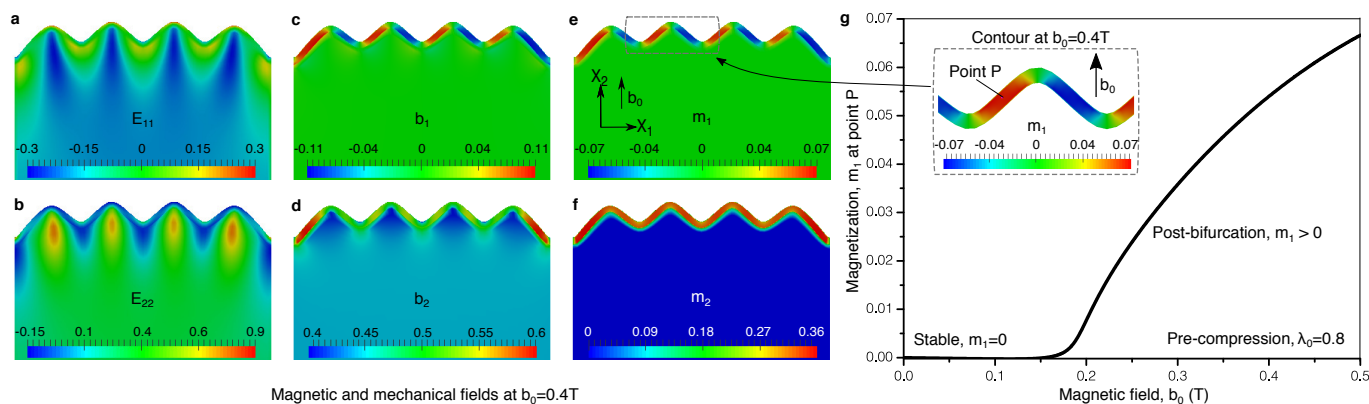 a
E₁₁
-0.3 -0.15 0 0.15 0.3
b
E₂₂
-0.15 0.1 0.4 0.6 0.9
c
b₁
-0.11 -0.04 0 0.04 0.11
d
b₂
0.4 0.47 0.5 0.55 0.6
e
X₂
b₀
X₁
m₁
-0.07 -0.04 0 0.04 0.07
f
m₂
0 0.09 0.18 0.27 0.36
Magnetic and mechanical fields at b₀=0.4T
g
Magnetization, m₁ at point P
0.07
0.06
0.05
0.04
0.03
0.02
0.01
0.00
Contour at b₀=0.4T
Point P
b₀
m₁
-0.07 -0.04 0 0.04 0.07
Post-bifurcation, m₁ > 0
Stable, m₁=0
Pre-compression, λ₀=0.8
0.0 0.1 0.2 0.3 0.4 0.5
Magnetic field, b₀ (T)